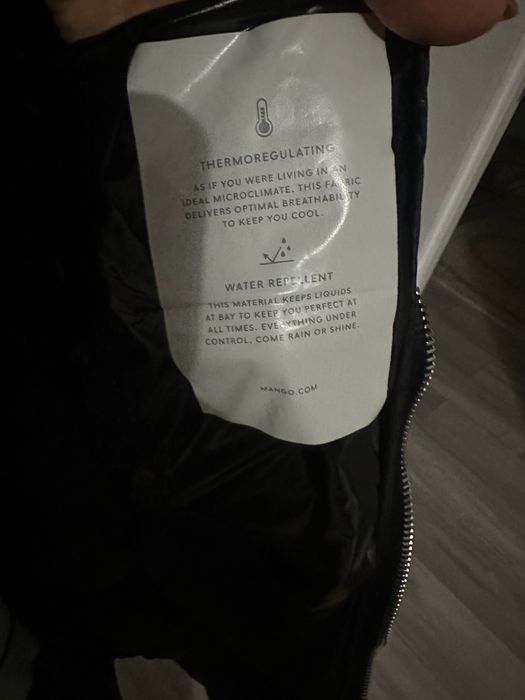 THERMOREGULATING
AS IF YOU WERE LIVING IN AN
IDEAL MICROCLIMATE, THIS FABRIC
DELIVERS OPTIMAL BREATHABILITY
TO KEEP YOU COOL.
WATER REPELLENT
THIS MATERIAL KEEPS LIQUIDS
AT BAY TO KEEP YOU PERFECT AT
ALL TIMES. EVERYTHING UNDER
CONTROL, COME RAIN OR SHINE.
MANGO.COM